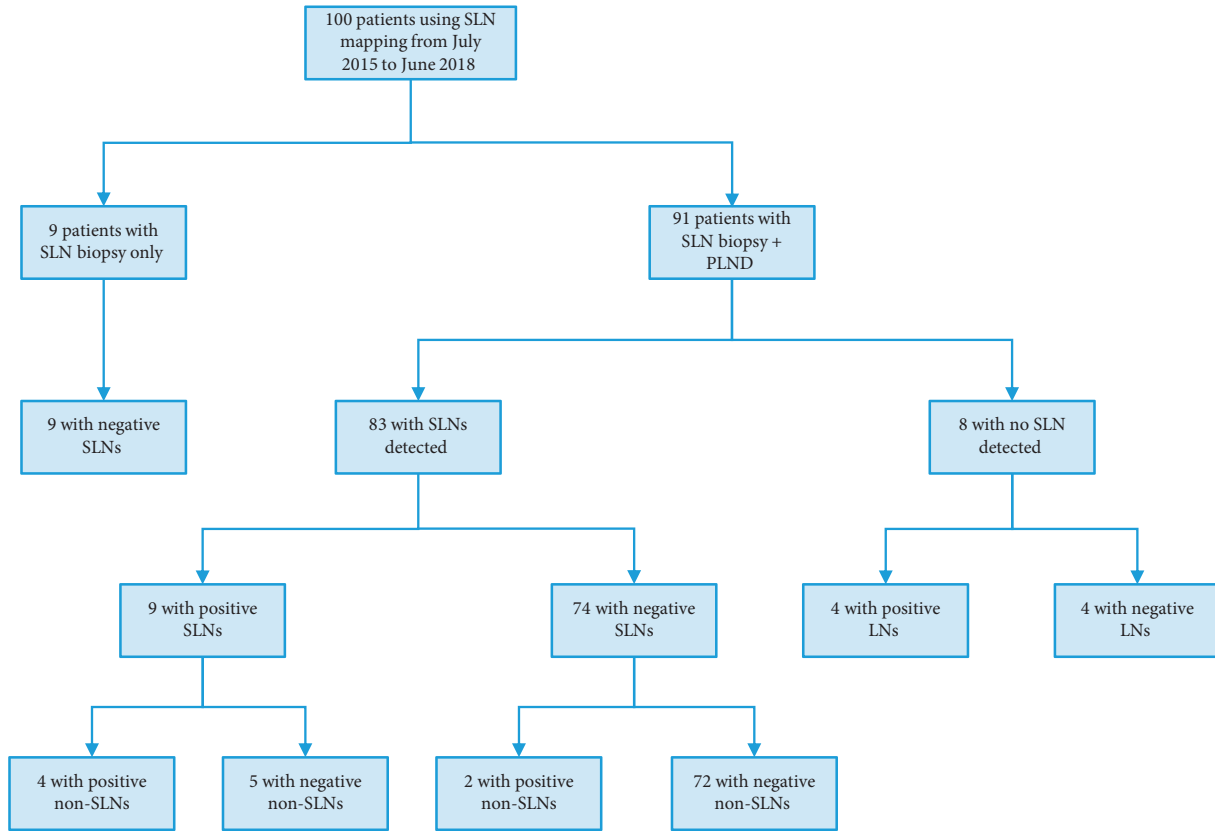 100 patients using SLN
mapping from July
2015 to June 2018
9 patients with
SLN biopsy only
91 patients with
SLN biopsy +
PLND
9 with negative
SLNs
83 with SLNs
detected
8 with no SLN
detected
9 with positive
SLNs
74 with negative
SLNs
4 with positive
LNs
4 with negative
LNs
4 with positive
non-SLNs
5 with negative
non-SLNs
2 with positive
non-SLNs
72 with negative
non-SLNs